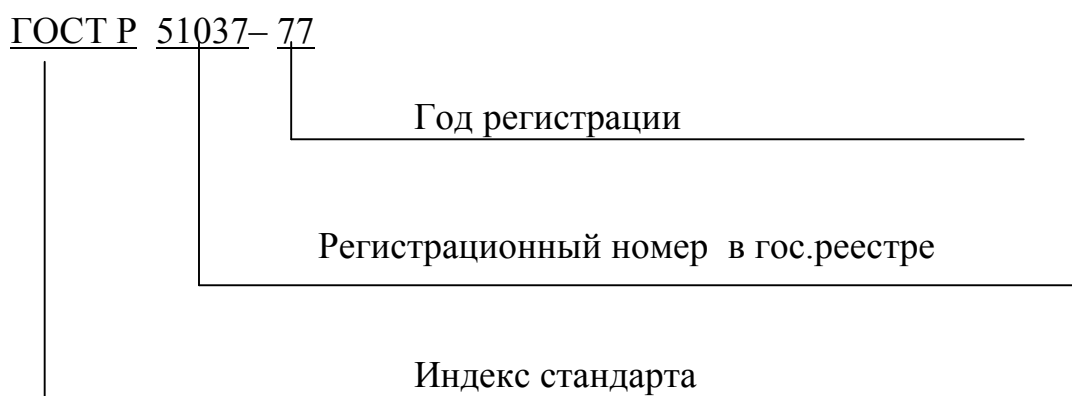 ГОСТ Р 51037– 77
Год регистрации
Регистрационный номер в гос.реестре
Индекс стандарта